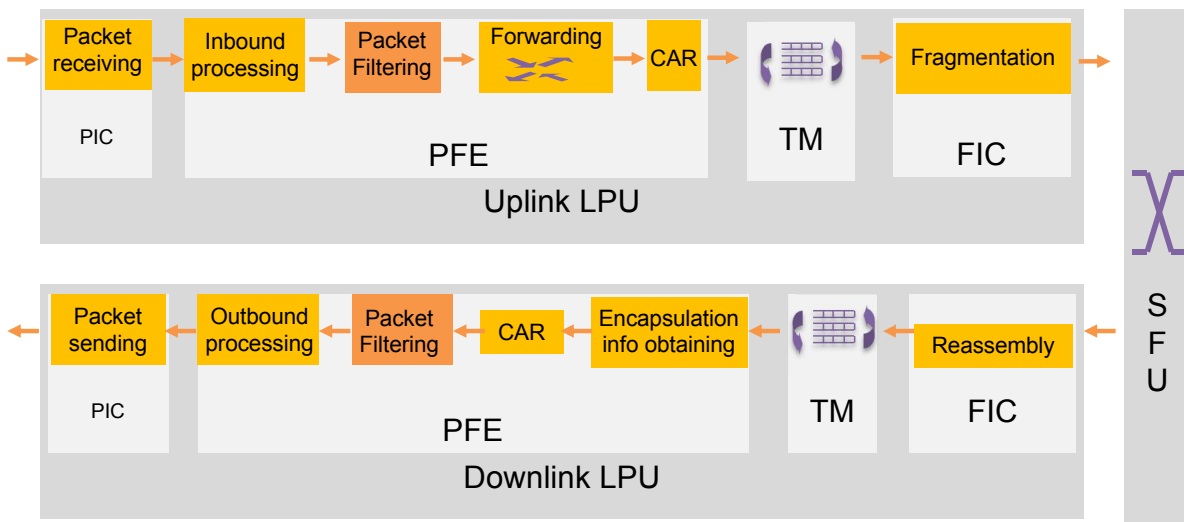 Packet
receiving
Inbound
processing
Packet
Filtering
Forwarding
CAR
Fragmentation
PIC
PFE
TM
FIC
Uplink LPU
Packet
sending
Outbound
processing
Packet
Filtering
CAR
Encapsulation
info obtaining
Reassembly
PIC
PFE
TM
FIC
Downlink LPU
S
F
U